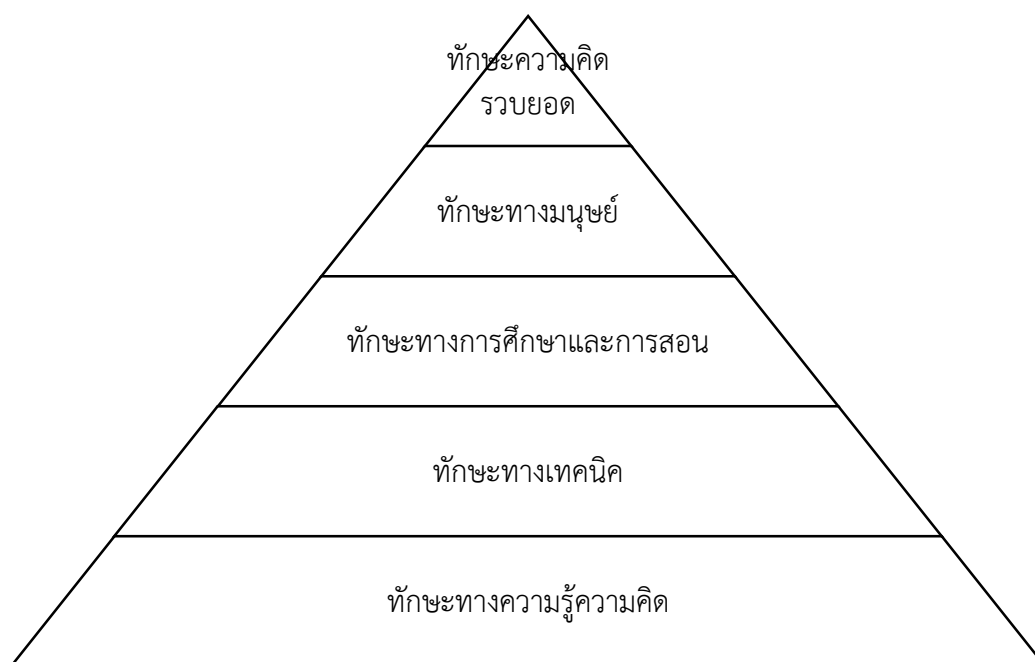 ทักษะความคิด
รวบยอด
ทักษะทางมนุษย์
ทักษะทางการศึกษาและการสอน
ทักษะทางเทคนิค
ทักษะทางความรู้ความคิด